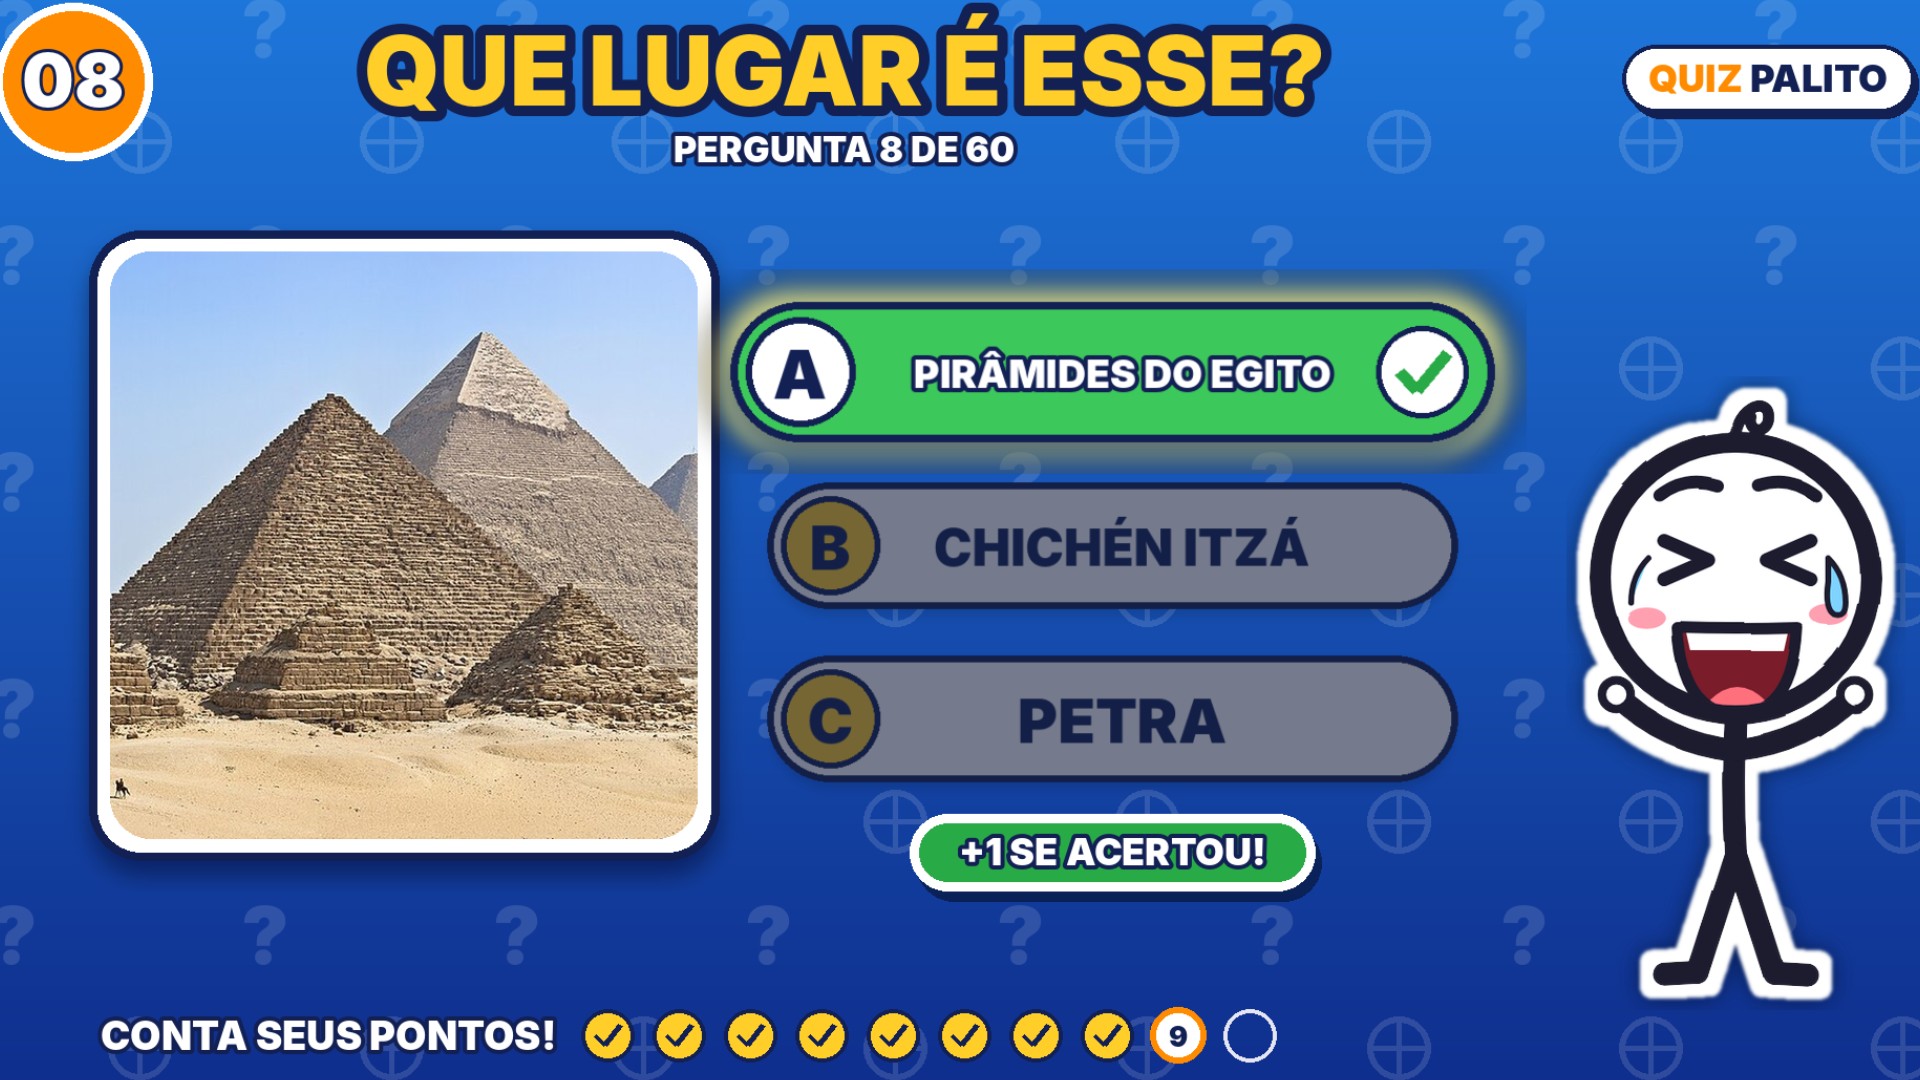 08
QUE LUGAR É ESSE?
PERGUNTA 8 DE 60
QUIZ PALITO
A PIRÂMIDES DO EGITO
B CHICHÉN ITZÁ
C PETRA
+1 SE ACERTOU!
CONTA SEUS PONTOS!
9